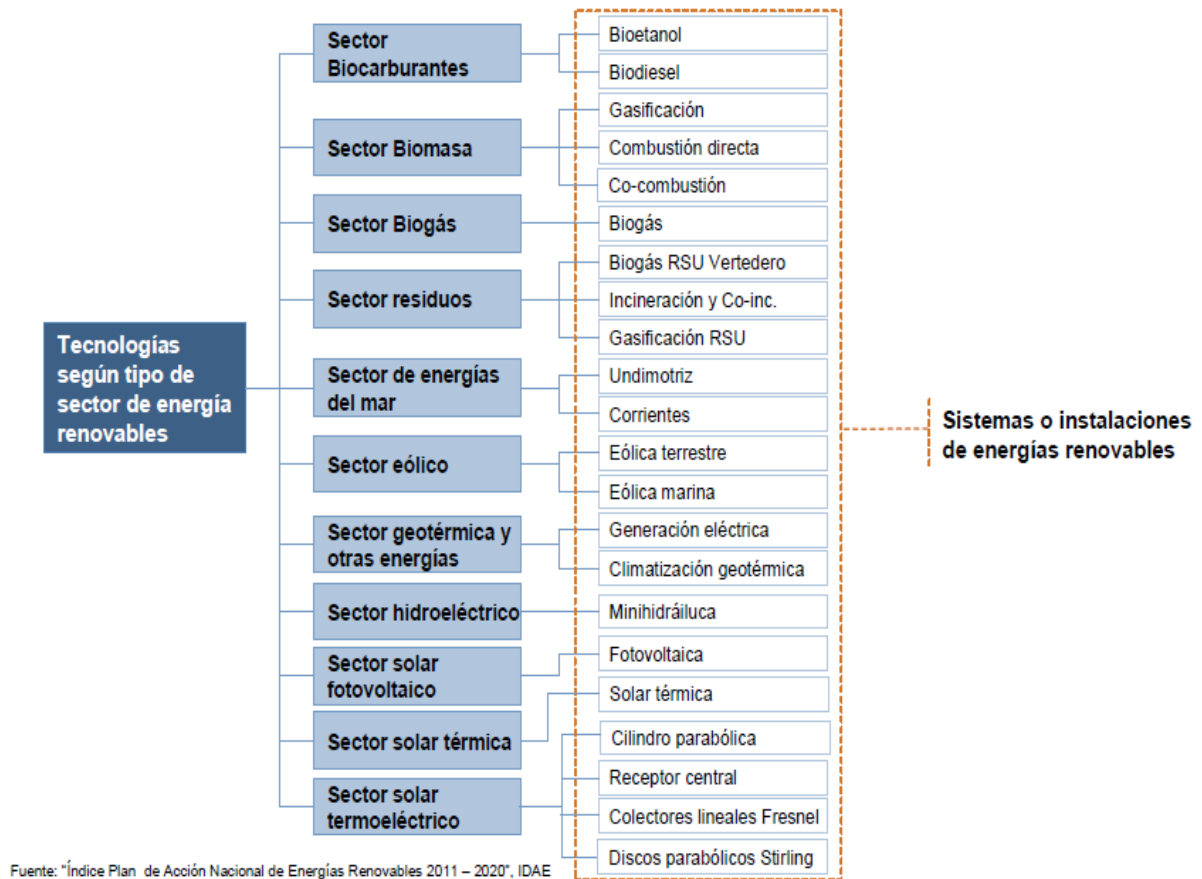 Tecnologías
según tipo de
sector de energía
renovables
Sector
Biocarburantes
Bioetanol
Biodiesel
Sector Biomasa
Gasificación
Combustión directa
Co-combustión
Sector Biogás
Biogás
Sector residuos
Biogás RSU Vertedero
Incineración y Co-inc.
Gasificación RSU
Sector de energías
del mar
Undimotriz
Corrientes
Sector eólico
Eólica terrestre
Eólica marina
Sector geotérmica y
otras energías
Generación eléctrica
Climatización geotérmica
Sector hidroeléctrico
Minihidráiluca
Sector solar
fotovoltaico
Fotovoltaica
Sector solar térmica
Solar térmica
Sector solar
termoeléctrico
Cilindro parabólica
Receptor central
Colectores lineales Fresnel
Discos parabólicos Stirling
Sistemas o instalaciones
de energías renovables
Fuente: "Índice Plan de Acción Nacional de Energías Renovables 2011 – 2020", IDAE